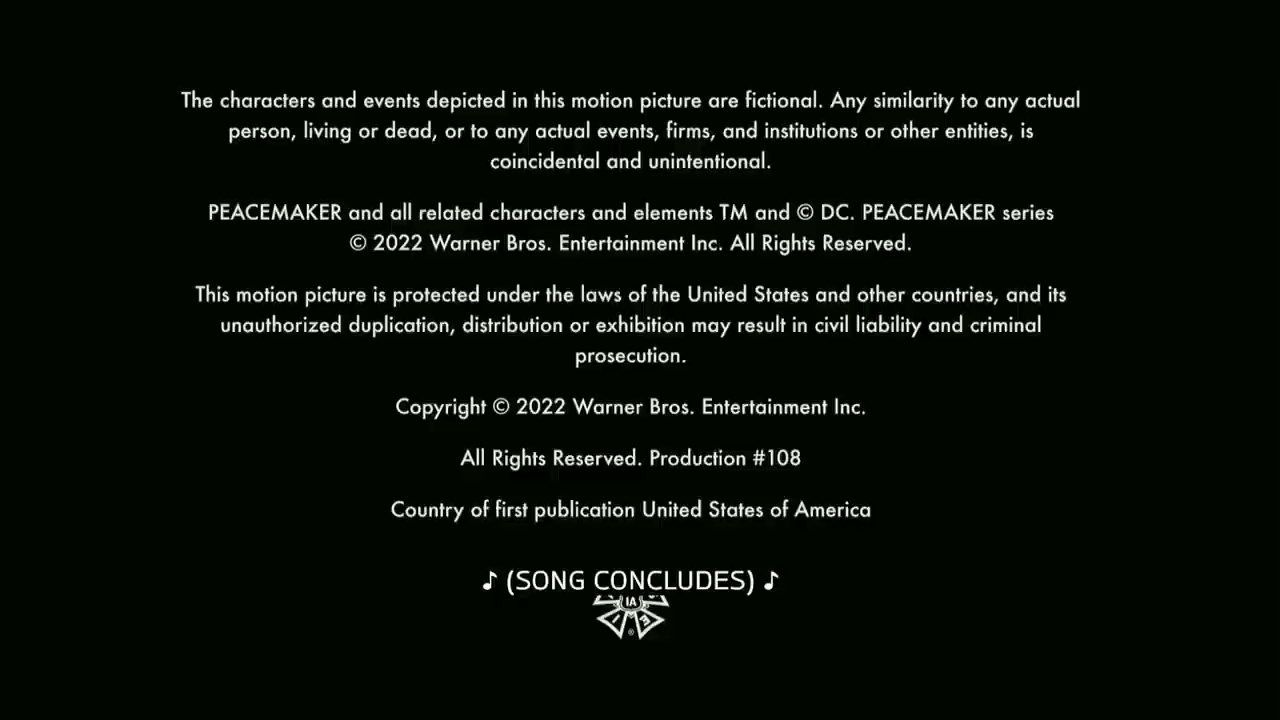 The characters and events depicted in this motion picture are fictional. Any similarity to any actual
person, living or dead, or to any actual events, firms, and institutions or other entities, is
coincidental and unintentional.
PEACEMAKER and all related characters and elements TM and © DC. PEACEMAKER series
© 2022 Warner Bros. Entertainment Inc. All Rights Reserved.
This motion picture is protected under the laws of the United States and other countries, and its
unauthorized duplication, distribution or exhibition may result in civil liability and criminal
prosecution.
Copyright © 2022 Warner Bros. Entertainment Inc.
All Rights Reserved. Production #108
Country of first publication United States of America
♪ (SONG CONCLUDES) ♪
IA
I E
®